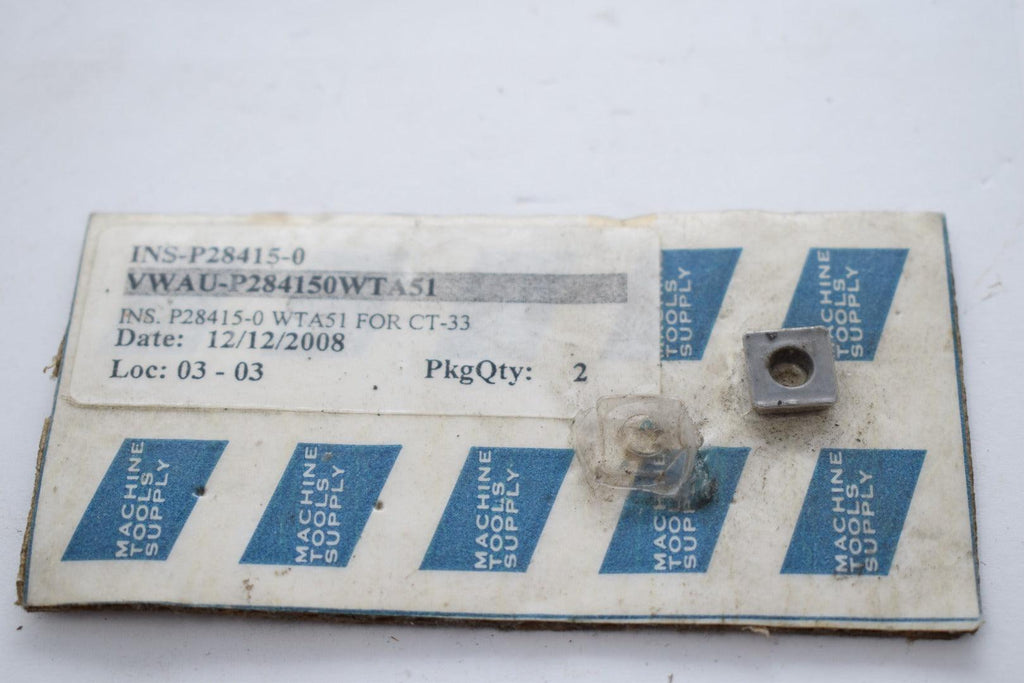 INS-P28415-0
VWAU-P284150WTA51
INS. P28415-0 WTA51 FOR CT-33
Date: 12/12/2008
Loc: 03 - 03 PkgQty: 2
TOOLS
SUPPLY
MACHINE
TOOLS
SUPPLY
MACHINE
TOOLS
SUPPLY
MACHINE
TOOLS
SUPPLY
MACHINE
TOOLS
SUPPLY
MACHINE
TOOLS
SUPPLY
MACHINE
TOOLS
SUPPLY